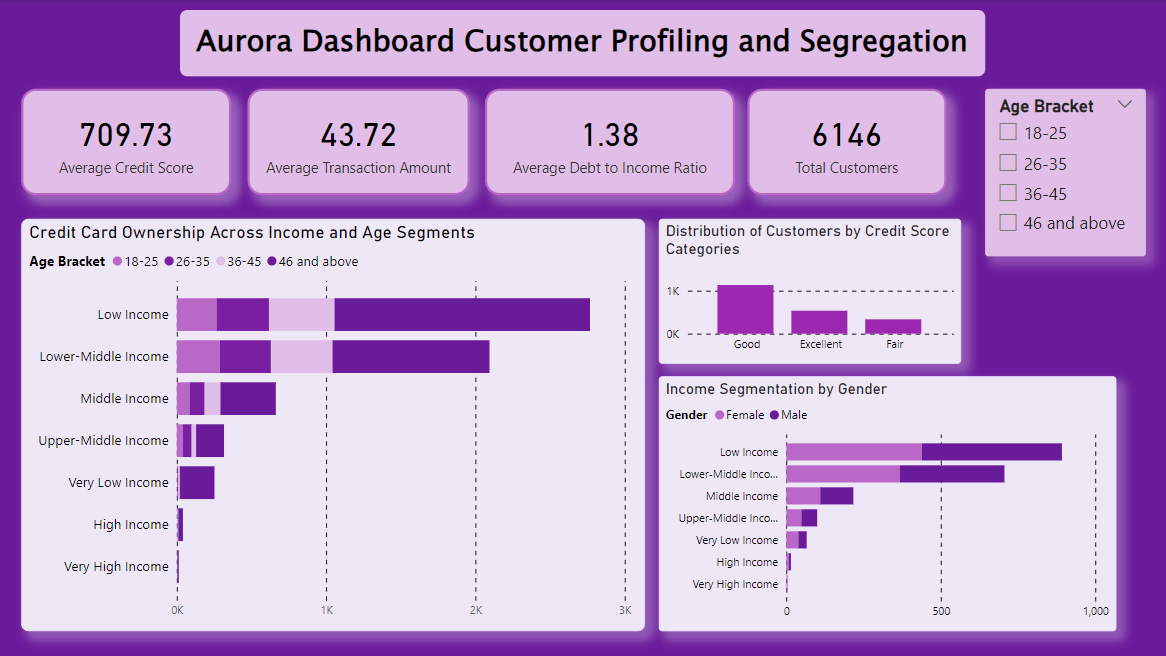 Aurora Dashboard Customer Profiling and Segregation
709.73
Average Credit Score
43.72
Average Transaction Amount
1.38
Average Debt to Income Ratio
6146
Total Customers
Age Bracket
18-25
26-35
36-45
46 and above
Credit Card Ownership Across Income and Age Segments
Age Bracket 18-25 26-35 36-45 46 and above
Low Income
Lower-Middle Income
Middle Income
Upper-Middle Income
Very Low Income
High Income
Very High Income
0K 1K 2K 3K
Distribution of Customers by Credit Score
Categories
1K
0K
Good Excellent Fair
Income Segmentation by Gender
Gender Female Male
Low Income
Lower-Middle Inco...
Middle Income
Upper-Middle Inco...
Very Low Income
High Income
Very High Income
0 500 1,000